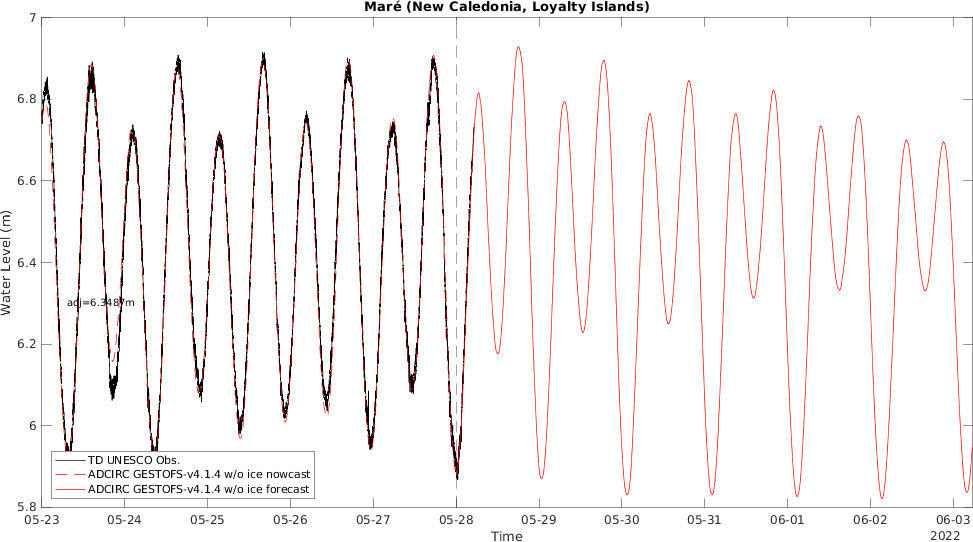 Maré (New Caledonia, Loyalty Islands)
7
6.8
6.6
6.4
6.2
6
5.8
Water Level (m)
adj=6.3487m
TD UNESCO Obs.
ADCIRC GESTOFS-v4.1.4 w/o ice nowcast
ADCIRC GESTOFS-v4.1.4 w/o ice forecast
05-23 05-24 05-25 05-26 05-27 05-28 05-29 05-30 05-31 06-01 06-02 06-03
Time
2022